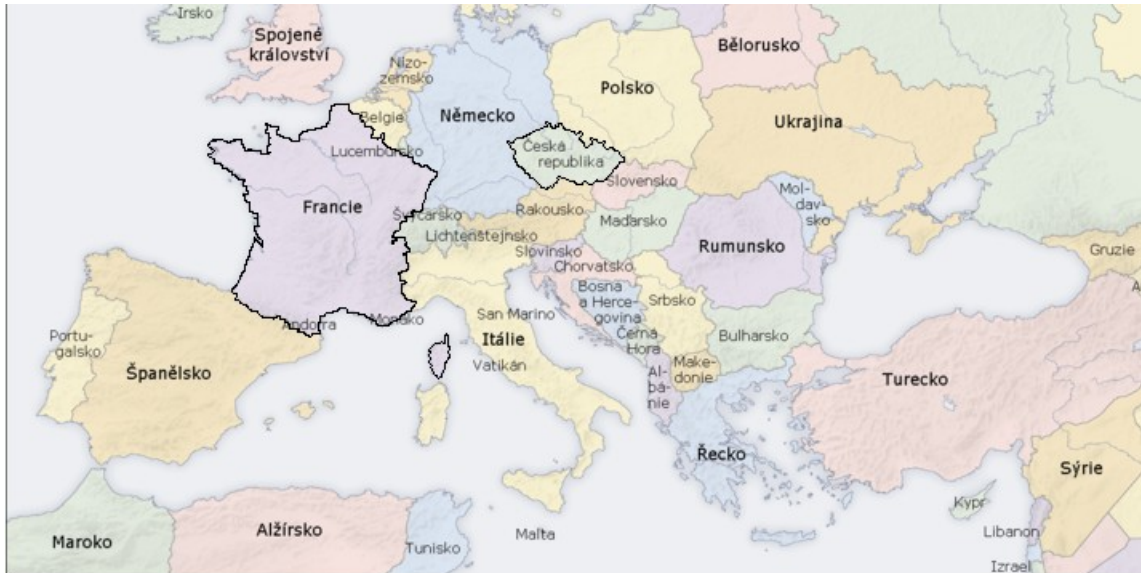 Irsko
Spojené
království
Nizo-
zemsko
Belgie
Německo
Polsko
Bělorusko
Ukrajina
Lucembursko
Česká
republika
Slovensko
Francie
Švýcarsko
Lichtenštejnsko
Rakousko
Maďarsko
Mol-
dav-
sko
Rumunsko
Slovinsko
Chorvatsko
Bosna
a Herce-
govina
Srbsko
Gruzie
A
Andorra
Monako
San Marino
Itálie
Vatikán
Černá
Hora
Bulharsko
Portu-
galsko
Španělsko
Make-
donie
Al-
bá-
nie
Turecko
Řecko
Sýrie
Kypr
Libanon
Izrael
Maroko
Alžírsko
Tunisko
Malta